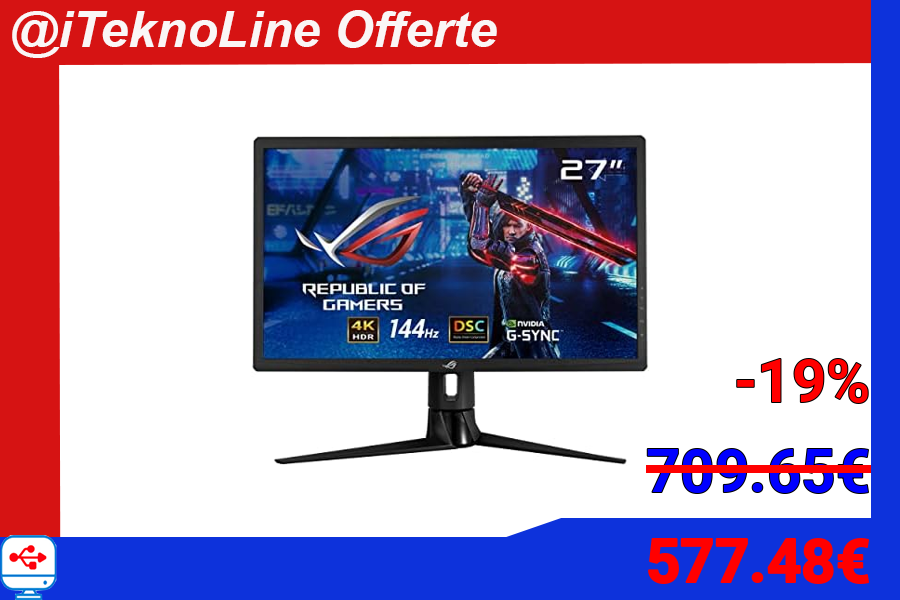 @iTeknoLine Offerte
27"
REPUBLIC OF
GAMERS
4K
HDR
144Hz
DSC
NVIDIA
G-SYNC
-19%
709.65€
577.48€